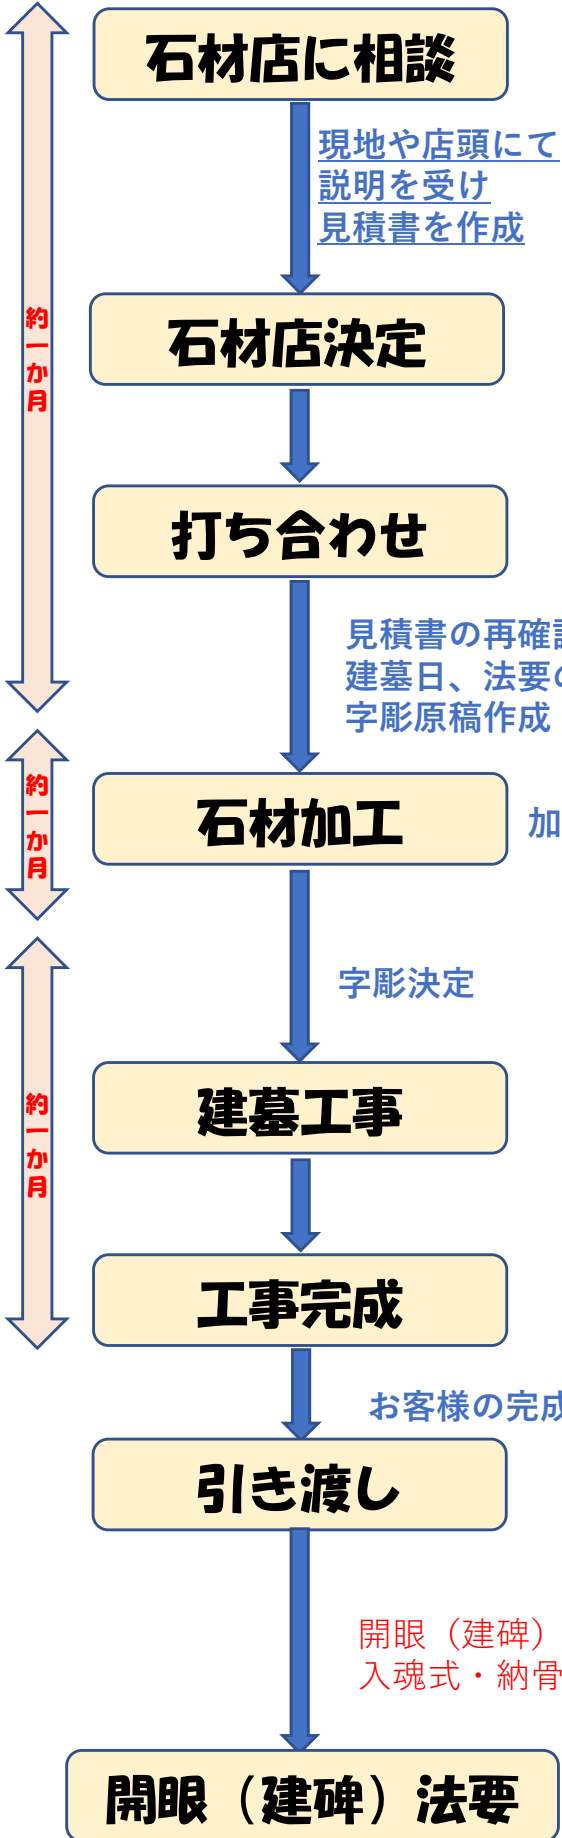 石材店に相談
現地や店頭にて
説明を受け
見積書を作成
約一か月
石材店決定
打ち合わせ
見積書の再確
建墓日、法要
字彫原稿作成
約一か月
石材加工
加
字彫決定
約一か月
建墓工事
工事完成
お客様の完成
引き渡し
開眼（建碑）
入魂式・納骨
開眼（建碑）法要